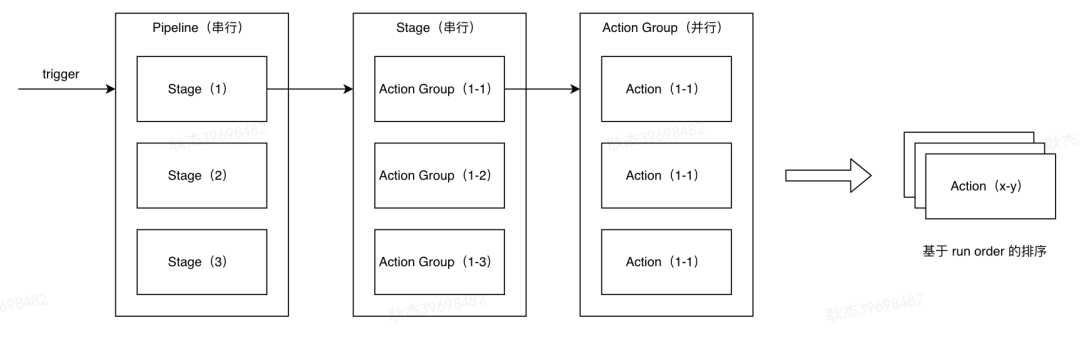 trigger
Pipeline（串行）
Stage（1）
Stage（2）
Stage（3）
Stage（串行）
Action Group（1-1）
Action Group（1-2）
Action Group（1-3）
Action Group（并行）
Action（1-1）
Action（1-1）
Action（1-1）
Action（x-y）
基于 run order 的排序
耿杰39698482
耿杰39698482
耿杰3
698482
耿杰39698482
耿杰39698482